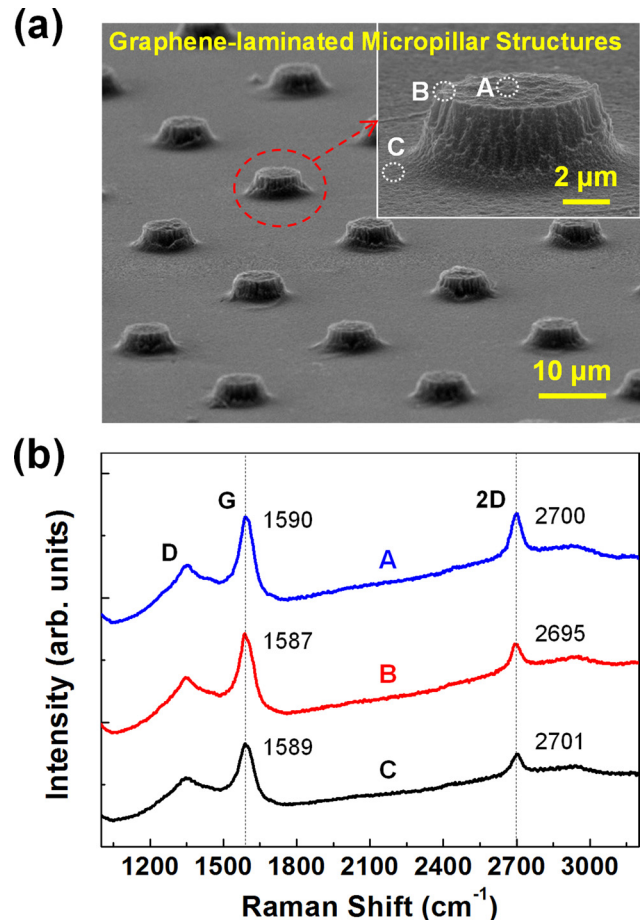 (a)
Graphene-laminated Micropillar Structures
B
A
C
2 µm
10 µm
(b)
G
1590
2D
2700
D
A
1587
2695
B
1589
2701
C
Intensity (arb. units)
1200 1500 1800 2100 2400 2700 3000
Raman Shift (cm⁻¹)